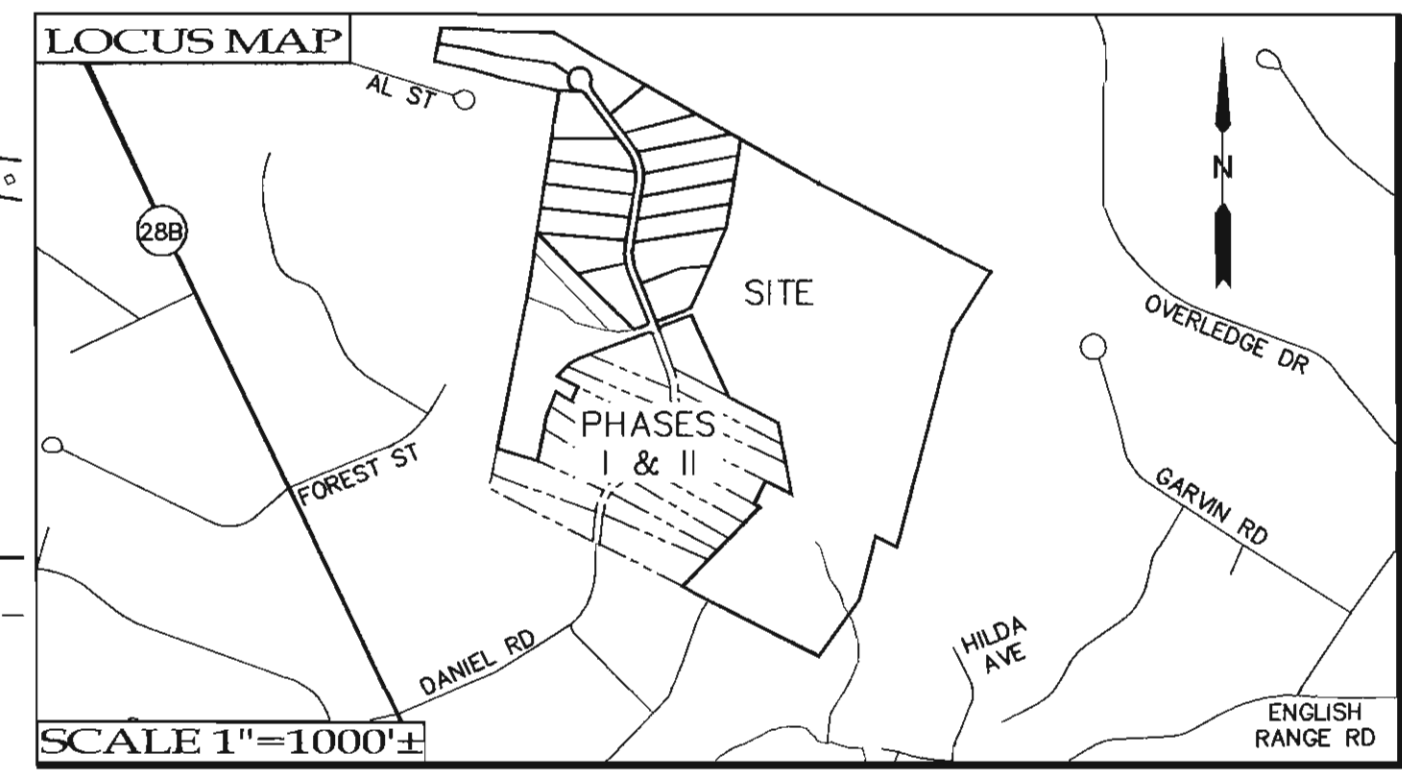 LOCUS MAP
AL ST
28B
N
SITE
OVERLEDGE DR
PHASES
I & II
FOREST ST
GARVIN RD
DANIEL RD
HILDA
AVE
ENGLISH
RANGE RD
SCALE 1"=1000'±